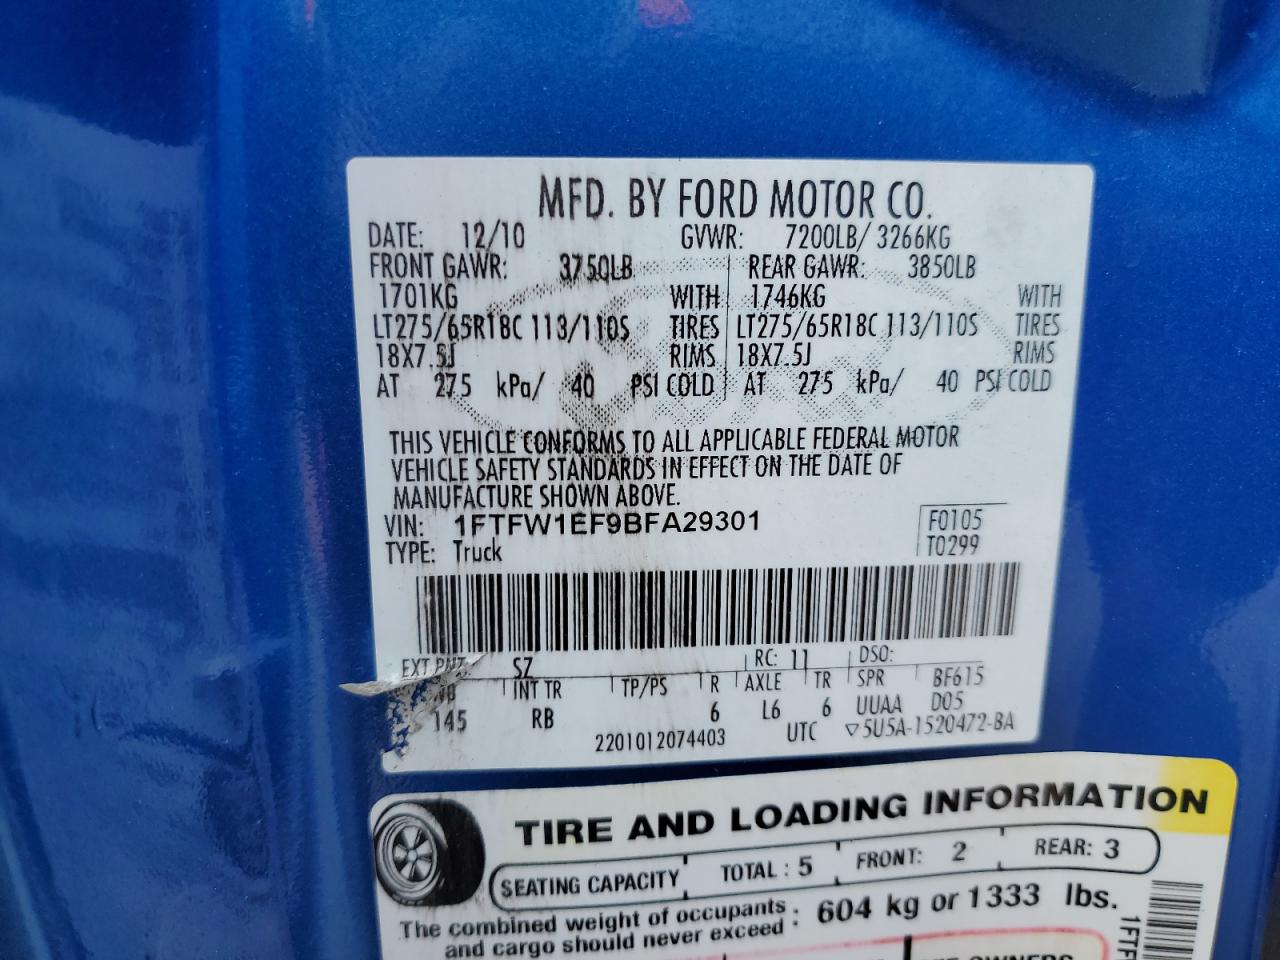 MFD. BY FORD MOTOR CO.
DATE: 12/10 GVWR: 7200LB/ 3266KG
FRONT GAWR: 3750LB REAR GAWR: 3850LB
1701KG WITH 1746KG WITH
LT275/65R18C 113/110S TIRES LT275/65R18C 113/110S TIRES
18X7.5J RIMS 18X7.5J RIMS
AT 275 kPa/ 40 PSI COLD AT 275 kPa/ 40 PSI COLD
THIS VEHICLE CONFORMS TO ALL APPLICABLE FEDERAL MOTOR
VEHICLE SAFETY STANDARDS IN EFFECT ON THE DATE OF
MANUFACTURE SHOWN ABOVE.
VIN: 1FTFW1EF9BFA29301 F0105
TYPE: Truck T0299
EXT PNT: SZ RC: 11 DSO:
WB INT TR TP/PS R AXLE TR SPR BF615
145 RB 6 L6 6 UUAA D05
2201012074403 UTC ▽5U5A-1520472-BA
TIRE AND LOADING INFORMATION
SEATING CAPACITY TOTAL : 5 FRONT: 2 REAR: 3
The combined weight of occupants : 604 kg or 1333 lbs.
and cargo should never exceed :
1FTF